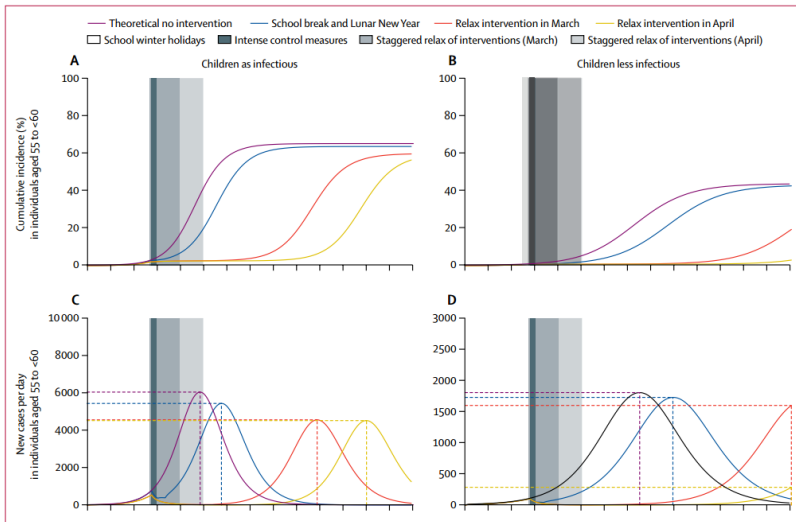 Theoretical no intervention School break and Lunar New Year Relax intervention in March Relax intervention in April
School winter holidays Intense control measures Staggered relax of interventions (March) Staggered relax of interventions (April)
A Children as infectious
B Children less infectious
Cumulative incidence (%)
in individuals aged 55 to <60
100
80
60
40
20
0
100
80
60
40
20
0
C
D
New cases per day
in individuals aged 55 to <60
10 000
8000
6000
4000
2000
0
3000
2500
2000
1500
1000
500
0